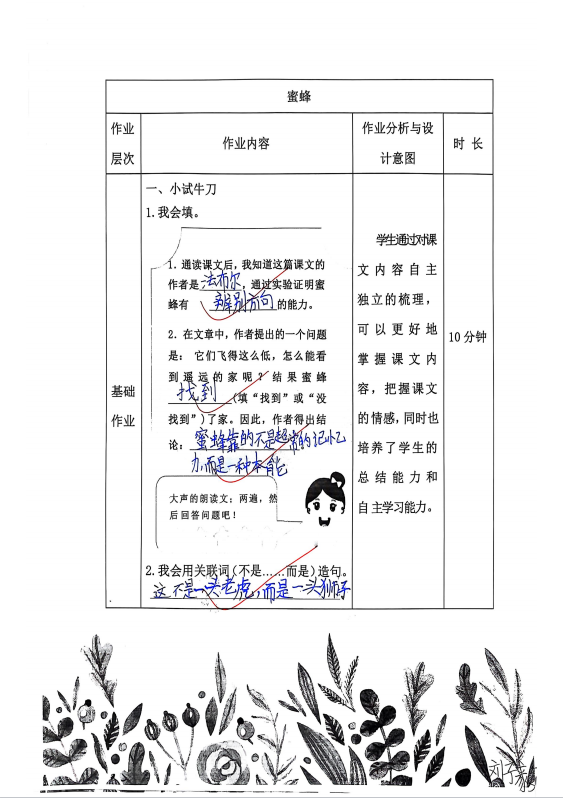 蜜蜂
作业
层次
作业内容
作业分析与设
计意图
时 长
基础
作业
一、小试牛刀
1.我会填。
1. 通读课文后，我知道这篇课文的
作者是 法布尔，通过实验证明蜜
蜂有 辨别方向 的能力。
2. 在文章中，作者提出的一个问题
是： 它们飞得这么低，怎么能看
到遥远的家呢？结果蜜蜂
找到 (填“找到”或“没
找到”)了家。因此，作者得出结
论：蜜蜂靠的不是超常的记忆
力,而是一种本能
大声的朗读文：两遍，然
后回答问题吧！
2.我会用关联词(不是……而是)造句。
这不是一头老虎,而是一头狮子
学生通过对课
文内容自主
独立的梳理，
可以更好地
掌握课文内
容，把握课文
的情感，同时也
培养了学生的
总结能力和
自主学习能力。
10分钟